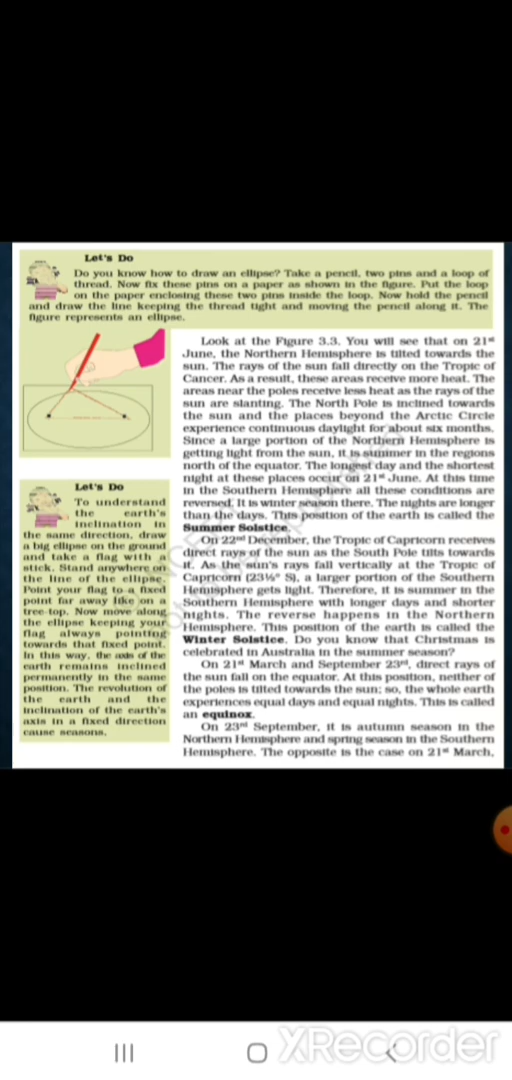 Let's Do
Do you know how to draw an ellipse? Take a pencil, two pins and a loop of
thread. Now fix these pins on a paper as shown in the figure. Put the loop
on the paper enclosing these two pins inside the loop. Now hold the pencil
and draw the line keeping the thread tight and moving the pencil along it. The
figure represents an ellipse.
Look at the Figure 3.3. You will see that on 21st
June, the Northern Hemisphere is tilted towards the
sun. The rays of the sun fall directly on the Tropic of
Cancer. As a result, these areas receive more heat. The
areas near the poles receive less heat as the rays of the
sun are slanting. The North Pole is inclined towards
the sun and the places beyond the Arctic Circle
experience continuous daylight for about six months.
Since a large portion of the Northern Hemisphere is
getting light from the sun, it is summer in the regions
north of the equator. The longest day and the shortest
night at these places occur on 21st June. At this time
in the Southern Hemisphere all these conditions are
reversed. It is winter season there. The nights are longer
than the days. This position of the earth is called the
Summer Solstice.
On 22nd December, the Tropic of Capricorn receives
direct rays of the sun as the South Pole tilts towards
it. As the sun's rays fall vertically at the Tropic of
Capricorn (23½° S), a larger portion of the Southern
Hemisphere gets light. Therefore, it is summer in the
Southern Hemisphere with longer days and shorter
nights. The reverse happens in the Northern
Hemisphere. This position of the earth is called the
Winter Solstice. Do you know that Christmas is
celebrated in Australia in the summer season?
On 21st March and September 23rd, direct rays of
the sun fall on the equator. At this position, neither of
the poles is tilted towards the sun; so, the whole earth
experiences equal days and equal nights. This is called
an equinox.
On 23rd September, it is autumn season in the
Northern Hemisphere and spring season in the Southern
Hemisphere. The opposite is the case on 21st March,
Let's Do
To understand
the earth's
inclination in
the same direction, draw
a big ellipse on the ground
and take a flag with a
stick. Stand anywhere on
the line of the ellipse.
Point your flag to a fixed
point far away like on a
tree-top. Now move along
the ellipse keeping your
flag always pointing
towards that fixed point.
In this way, the axis of the
earth remains inclined
permanently in the same
position. The revolution of
the earth and the
inclination of the earth's
axis in a fixed direction
cause seasons.
XRecorder